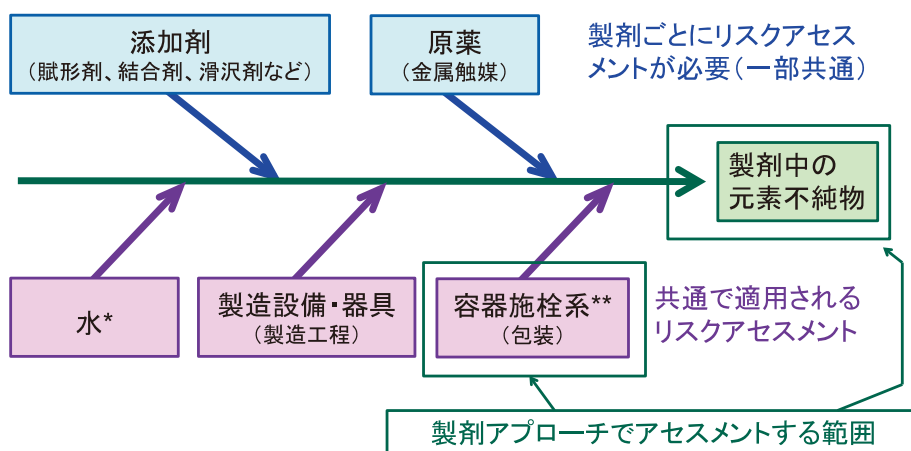 添加剤
（賦形剤、結合剤、滑沢剤など）
原薬
（金属触媒）
製剤ごとにリスクアセス
メントが必要（一部共通）
製剤中の
元素不純物
水*
製造設備・器具
（製造工程）
容器施栓系**
（包装）
共通で適用される
リスクアセスメント
製剤アプローチでアセスメントする範囲